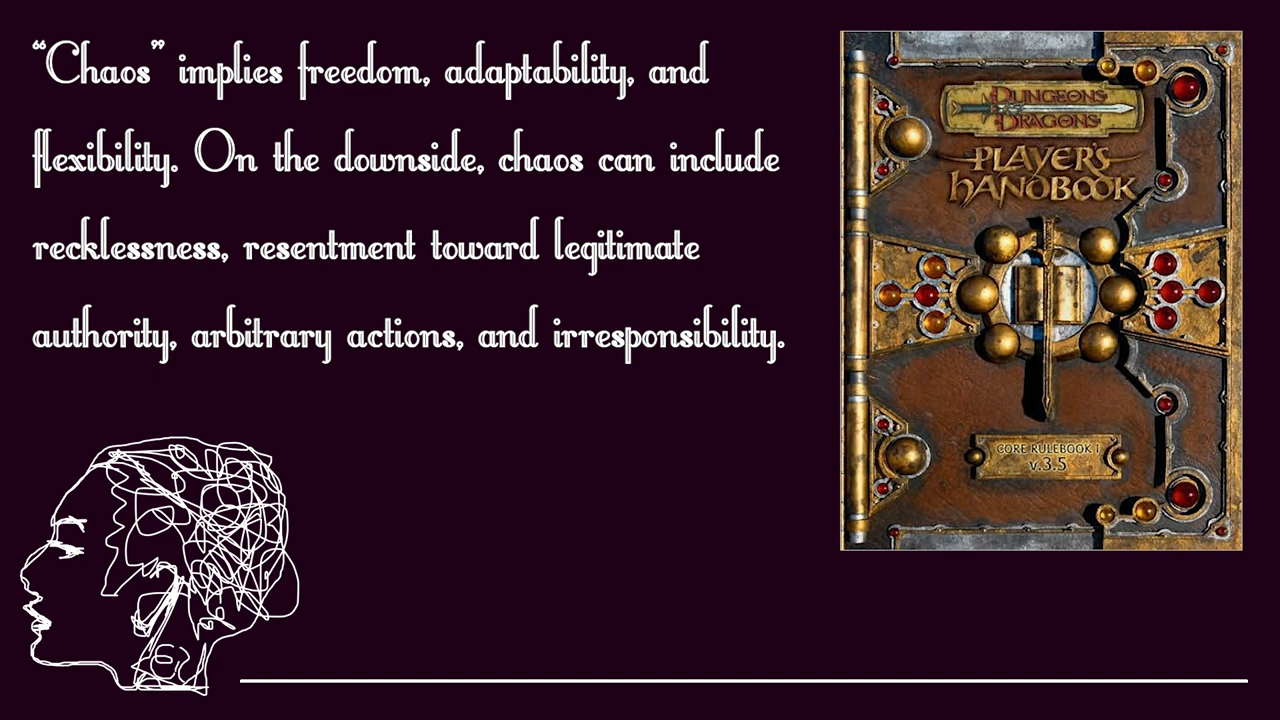 “Chaos” implies freedom, adaptability, and
flexibility. On the downside, chaos can include
recklessness, resentment toward legitimate
authority, arbitrary actions, and irresponsibility.
DUNGEONS
DRAGONS
PLAYER'S
HANDBOOK
CORE RULEBOOK I
v.3.5